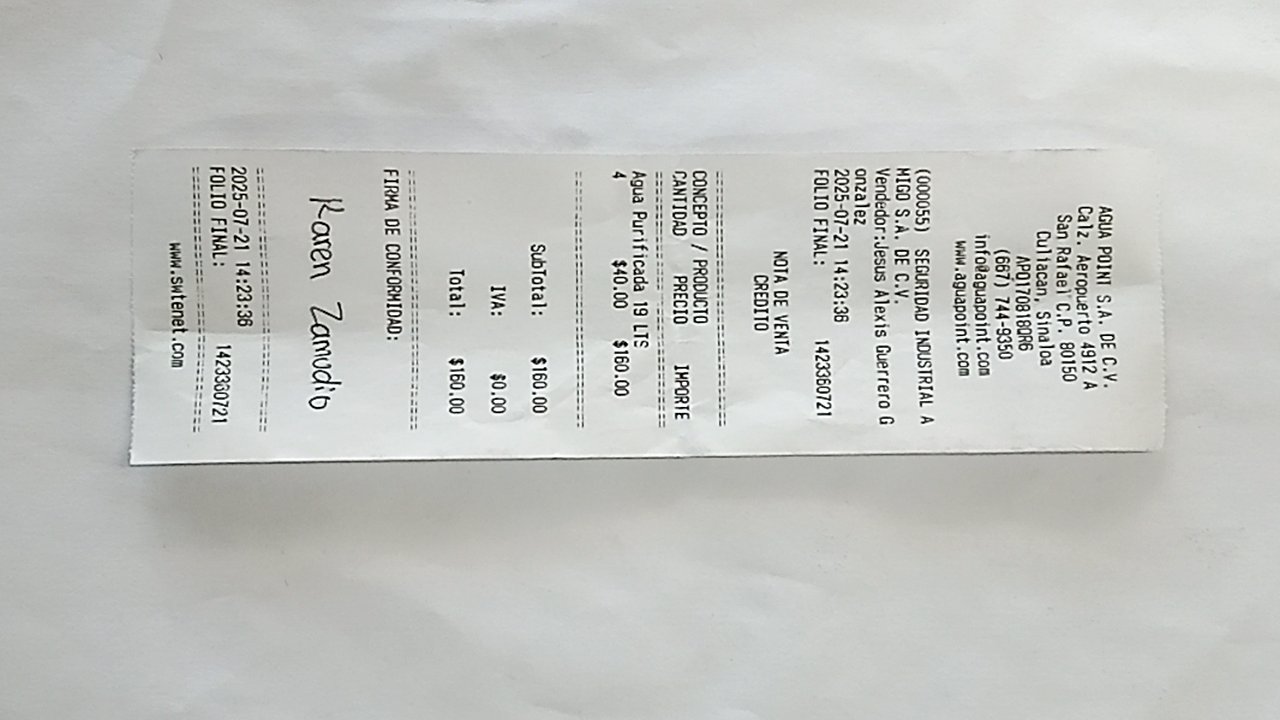 AGUA POINT S.A. DE C.V.
Calz. Aeropuerto 4912 A
San Rafael C.P. 80150
Culiacan, Sinaloa
APO170818QR6
(667) 744-9350
info@aguapoint.com
www.aguapoint.com
(000055) SEGURIDAD INDUSTRIAL A
MIGO S.A. DE C.V.
Vendedor:Jesus Alexis Guerrero G
onzalez
2025-07-21 14:23:36
FOLIO FINAL: 1423360721
NOTA DE VENTA
CREDITO
CONCEPTO / PRODUCTO
CANTIDAD PRECIO IMPORTE
Agua Purificada 19 LTS
4 $40.00 $160.00
SubTotal: $160.00
IVA: $0.00
Total: $160.00
FIRMA DE CONFORMIDAD:
Karen Zamudio
2025-07-21 14:23:36
FOLIO FINAL: 1423360721
www.swtenet.com